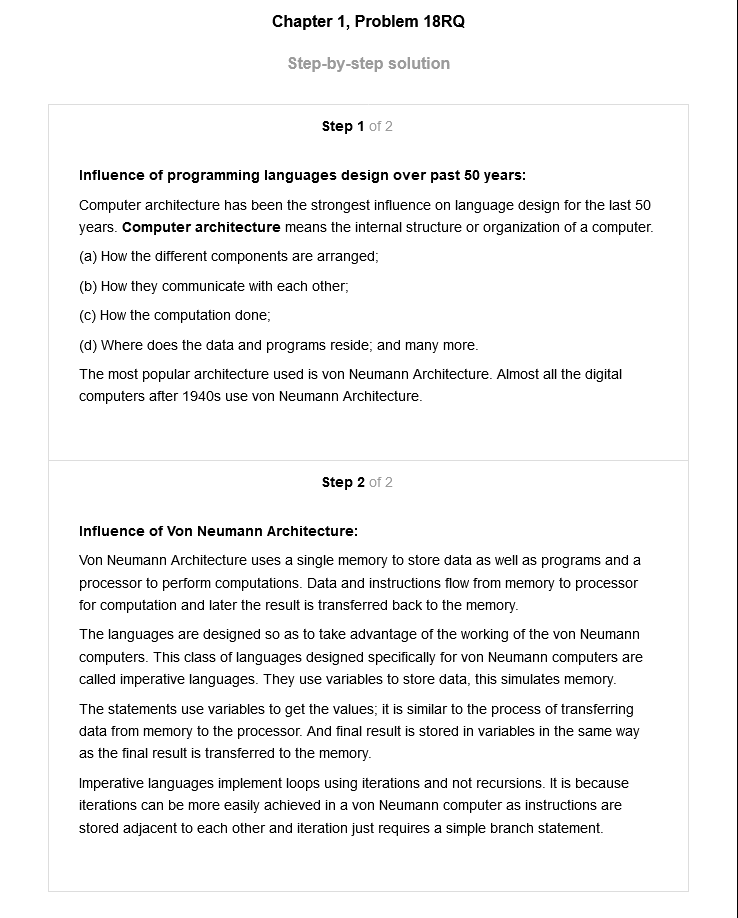 Chapter 1, Problem 18RQ
Step-by-step solution
Step 1 of 2
Influence of programming languages design over past 50 years:
Computer architecture has been the strongest influence on language design for the last 50
years. Computer architecture means the internal structure or organization of a computer.
(a) How the different components are arranged;
(b) How they communicate with each other;
(c) How the computation done;
(d) Where does the data and programs reside; and many more.
The most popular architecture used is von Neumann Architecture. Almost all the digital
computers after 1940s use von Neumann Architecture.
Step 2 of 2
Influence of Von Neumann Architecture:
Von Neumann Architecture uses a single memory to store data as well as programs and a
processor to perform computations. Data and instructions flow from memory to processor
for computation and later the result is transferred back to the memory.
The languages are designed so as to take advantage of the working of the von Neumann
computers. This class of languages designed specifically for von Neumann computers are
called imperative languages. They use variables to store data, this simulates memory.
The statements use variables to get the values; it is similar to the process of transferring
data from memory to the processor. And final result is stored in variables in the same way
as the final result is transferred to the memory.
Imperative languages implement loops using iterations and not recursions. It is because
iterations can be more easily achieved in a von Neumann computer as instructions are
stored adjacent to each other and iteration just requires a simple branch statement.